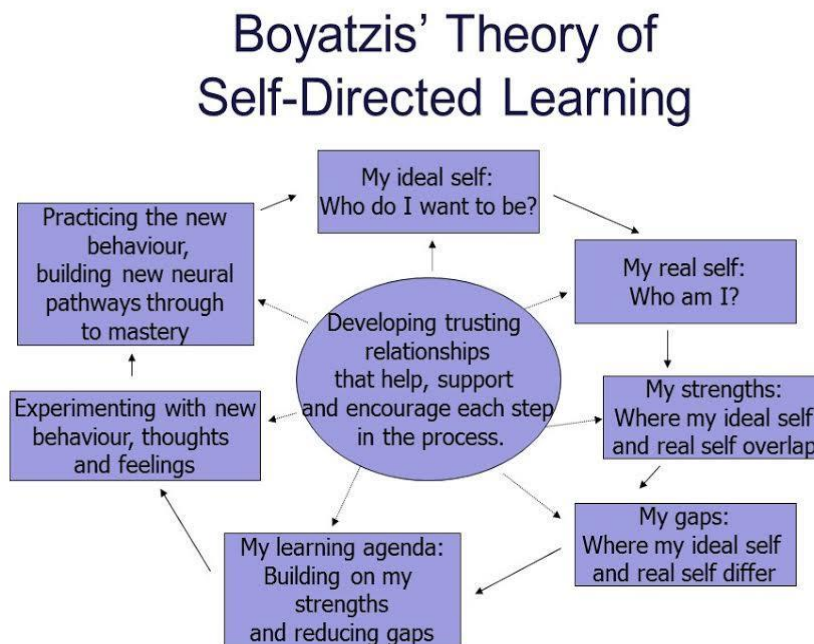 Boyatzis’ Theory of
Self-Directed Learning
My ideal self:
Who do I want to be?
My real self:
Who am I?
My strengths:
Where my ideal self
and real self overlap
My gaps:
Where my ideal self
and real self differ
My learning agenda:
Building on my
strengths
and reducing gaps
Experimenting with new
behaviour, thoughts
and feelings
Practicing the new
behaviour,
building new neural
pathways through
to mastery
Developing trusting
relationships
that help, support
and encourage each step
in the process.